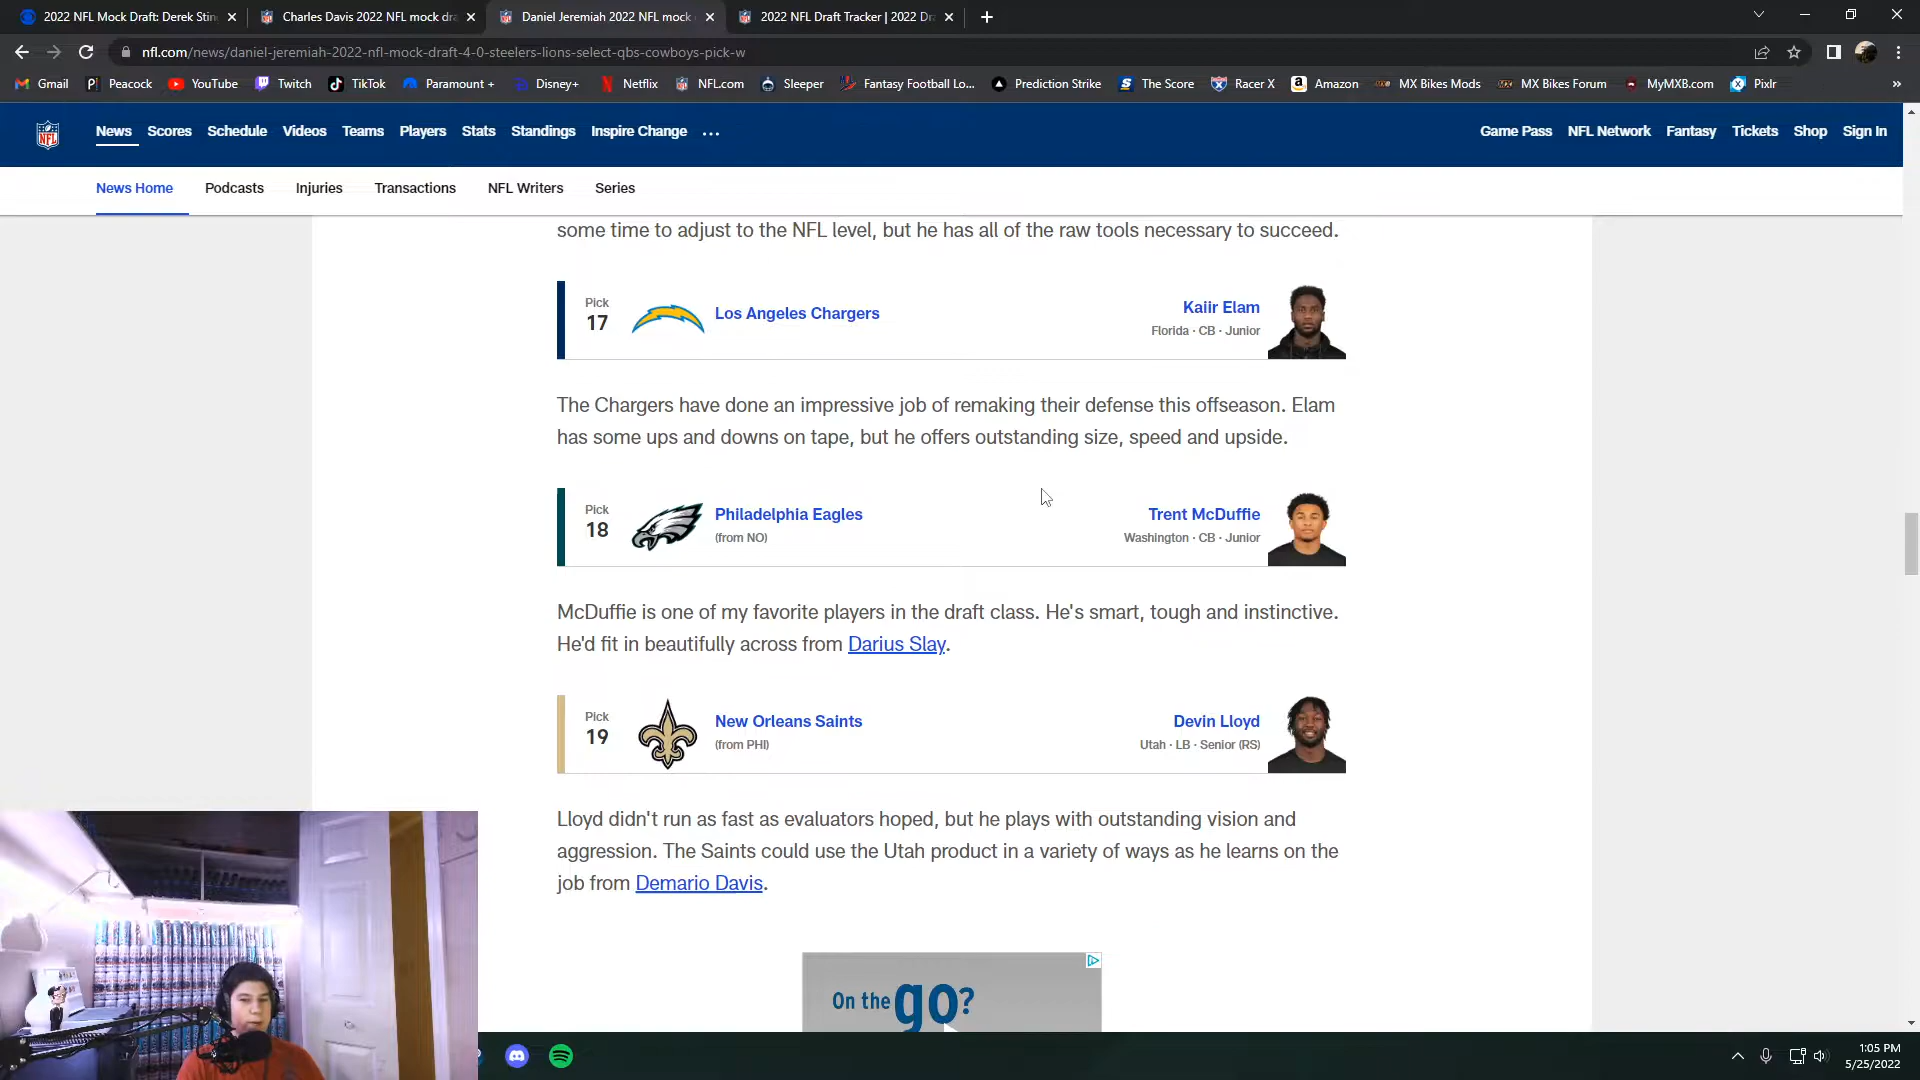 2022 NFL Mock Draft: Derek Stin
Charles Davis 2022 NFL mock dra
Daniel Jeremiah 2022 NFL mock
2022 NFL Draft Tracker | 2022 Dr
nfl.com/news/daniel-jeremiah-2022-nfl-mock-draft-4-0-steelers-lions-select-qbs-cowboys-pick-w
Gmail Peacock YouTube Twitch TikTok Paramount + Disney+ Netflix NFL.com Sleeper Fantasy Football Lo... Prediction Strike The Score Racer X Amazon MX Bikes Mods MX Bikes Forum MyMXB.com Pixlr »
NFL News Scores Schedule Videos Teams Players Stats Standings Inspire Change ... Game Pass NFL Network Fantasy Tickets Shop Sign In
News Home Podcasts Injuries Transactions NFL Writers Series
some time to adjust to the NFL level, but he has all of the raw tools necessary to succeed.
Pick
17
Los Angeles Chargers
Kaiir Elam
Florida · CB · Junior
The Chargers have done an impressive job of remaking their defense this offseason. Elam
has some ups and downs on tape, but he offers outstanding size, speed and upside.
Pick
18
Philadelphia Eagles
(from NO)
Trent McDuffie
Washington · CB · Junior
McDuffie is one of my favorite players in the draft class. He's smart, tough and instinctive.
He'd fit in beautifully across from Darius Slay.
Pick
19
New Orleans Saints
(from PHI)
Devin Lloyd
Utah · LB · Senior (RS)
Lloyd didn't run as fast as evaluators hoped, but he plays with outstanding vision and
aggression. The Saints could use the Utah product in a variety of ways as he learns on the
job from Demario Davis.
On the go?
1:05 PM
5/25/2022